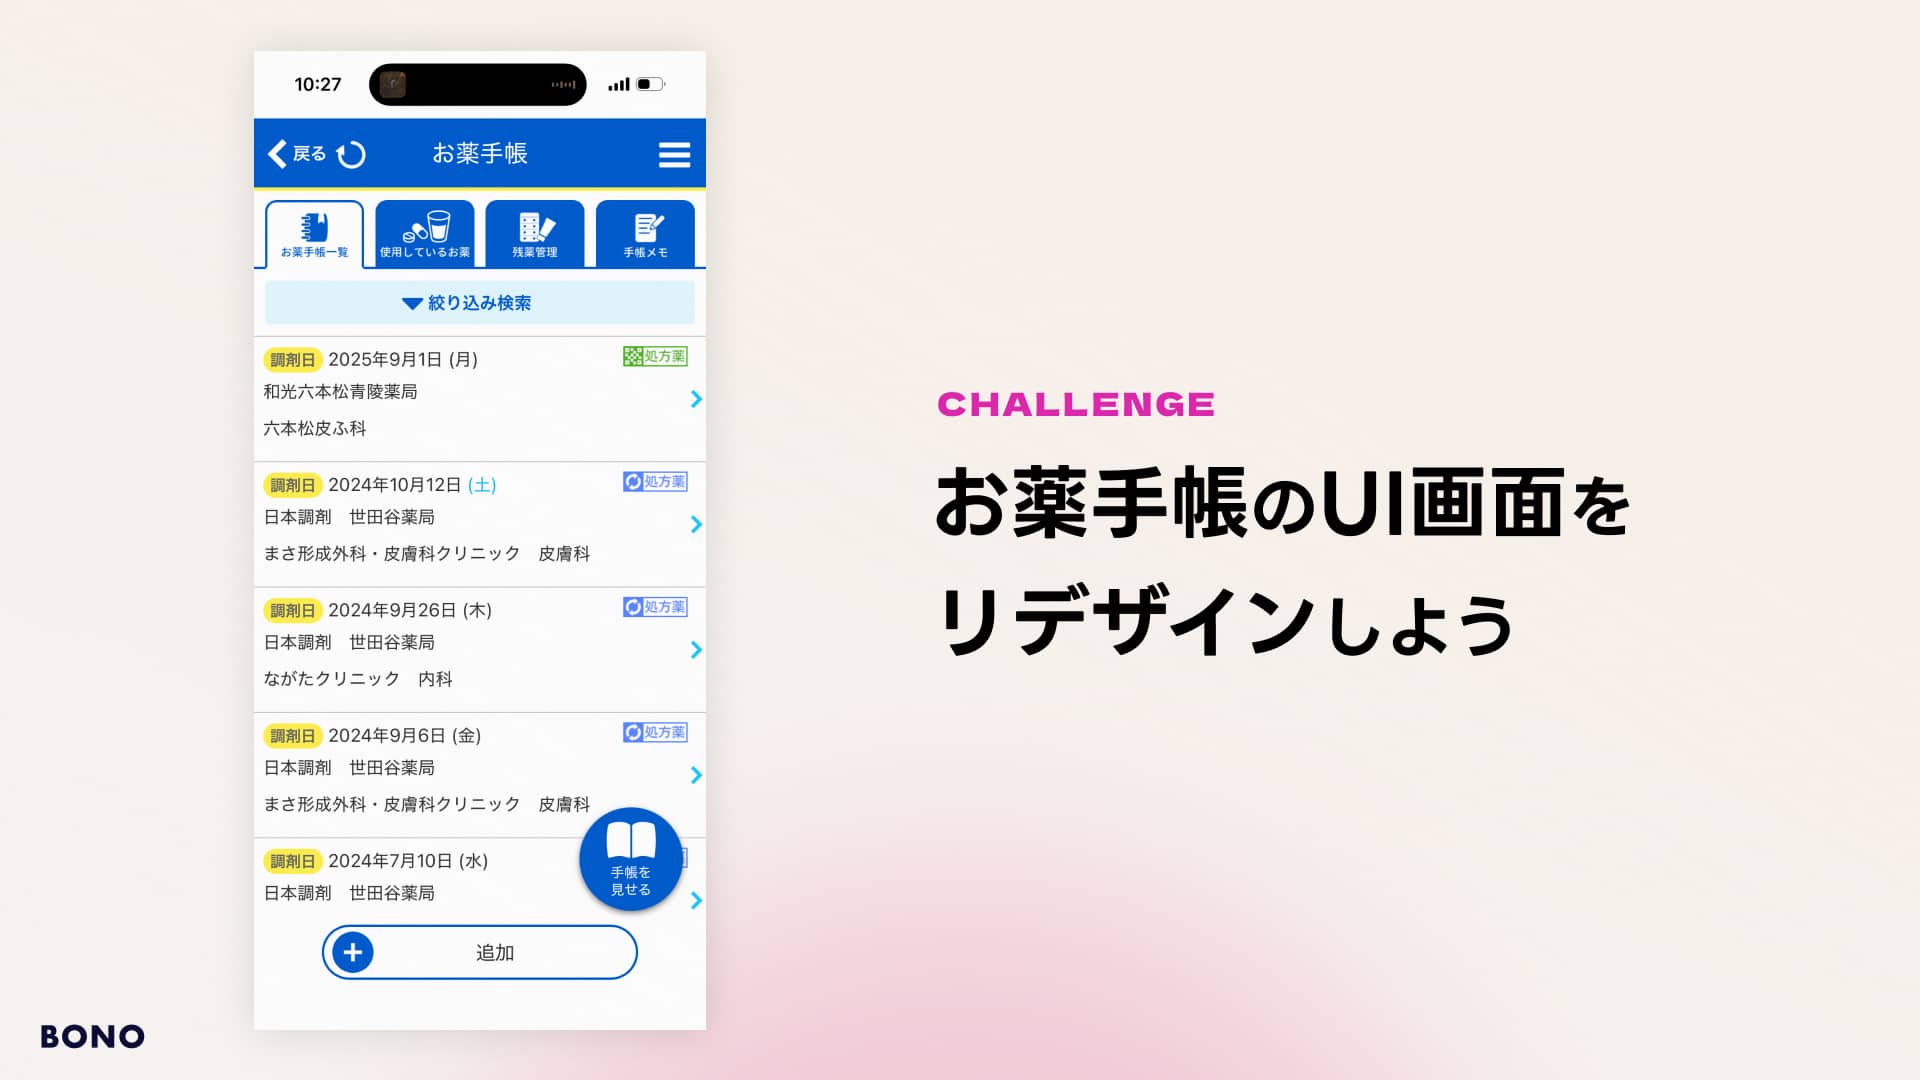 10:27
戻る
お薬手帳
お薬手帳一覧
使用しているお薬
残薬管理
手帳メモ
絞り込み検索
調剤日 2025年9月1日 (月)
処方薬
和光六本松青陵薬局
六本松皮ふ科
調剤日 2024年10月12日 (土)
処方薬
日本調剤　世田谷薬局
まさ形成外科・皮膚科クリニック　皮膚科
調剤日 2024年9月26日 (木)
処方薬
日本調剤　世田谷薬局
ながたクリニック　内科
調剤日 2024年9月6日 (金)
処方薬
日本調剤　世田谷薬局
まさ形成外科・皮膚科クリニック　皮膚科
調剤日 2024年7月10日 (水)
日本調剤　世田谷薬局
手帳を
見せる
追加
CHALLENGE
お薬手帳のUI画面を
リデザインしよう
BONO